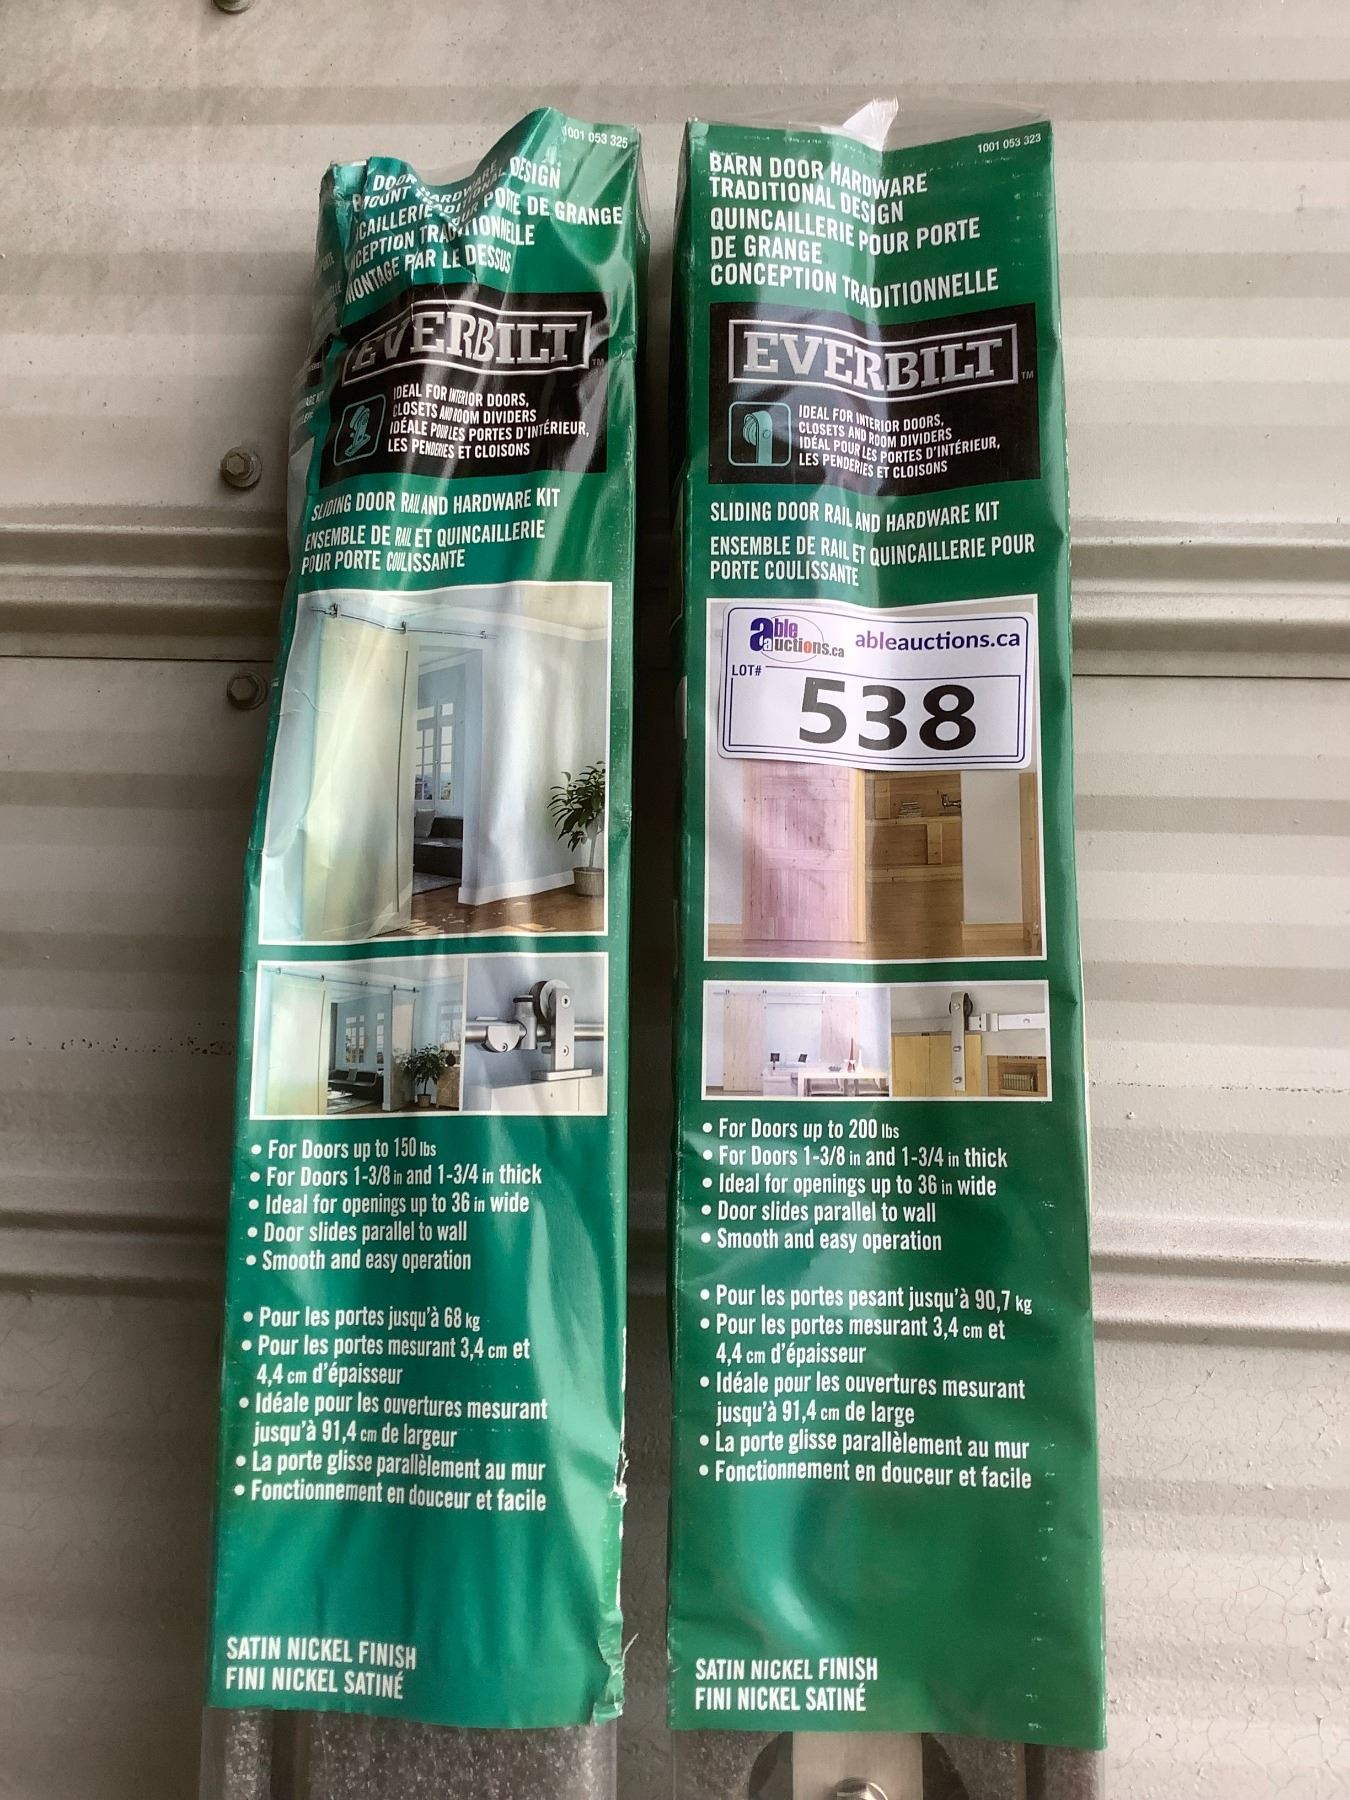 1001 053 325
DOOR HARDWARE
MOUNT TRADITIONAL DESIGN
POUR PORTE DE GRANGE
TRADITIONNELLE
MONTAGE PAR LE DESSUS
EVERBILT
TM
IDEAL FOR INTERIOR DOORS,
CLOSETS AND ROOM DIVIDERS
IDÉALE POUR LES PORTES D'INTÉRIEUR,
LES PENDERIES ET CLOISONS
SLIDING DOOR RAIL AND HARDWARE KIT
ENSEMBLE DE RAIL ET QUINCAILLERIE
POUR PORTE COULISSANTE
• For Doors up to 150 lbs
• For Doors 1-3/8 in and 1-3/4 in thick
• Ideal for openings up to 36 in wide
• Door slides parallel to wall
• Smooth and easy operation
• Pour les portes jusqu'à 68 kg
• Pour les portes mesurant 3,4 cm et
4,4 cm d'épaisseur
• Idéale pour les ouvertures mesurant
jusqu'à 91,4 cm de largeur
• La porte glisse parallèlement au mur
• Fonctionnement en douceur et facile
SATIN NICKEL FINISH
FINI NICKEL SATINÉ
1001 053 323
BARN DOOR HARDWARE
TRADITIONAL DESIGN
QUINCAILLERIE POUR PORTE
DE GRANGE
CONCEPTION TRADITIONNELLE
EVERBILT
TM
IDEAL FOR INTERIOR DOORS,
CLOSETS AND ROOM DIVIDERS
IDÉAL POUR LES PORTES D'INTÉRIEUR,
LES PENDERIES ET CLOISONS
SLIDING DOOR RAIL AND HARDWARE KIT
ENSEMBLE DE RAIL ET QUINCAILLERIE POUR
PORTE COULISSANTE
able auctions.ca
ableauctions.ca
LOT#
538
• For Doors up to 200 lbs
• For Doors 1-3/8 in and 1-3/4 in thick
• Ideal for openings up to 36 in wide
• Door slides parallel to wall
• Smooth and easy operation
• Pour les portes pesant jusqu'à 90,7 kg
• Pour les portes mesurant 3,4 cm et
4,4 cm d'épaisseur
• Idéale pour les ouvertures mesurant
jusqu'à 91,4 cm de large
• La porte glisse parallèlement au mur
• Fonctionnement en douceur et facile
SATIN NICKEL FINISH
FINI NICKEL SATINÉ